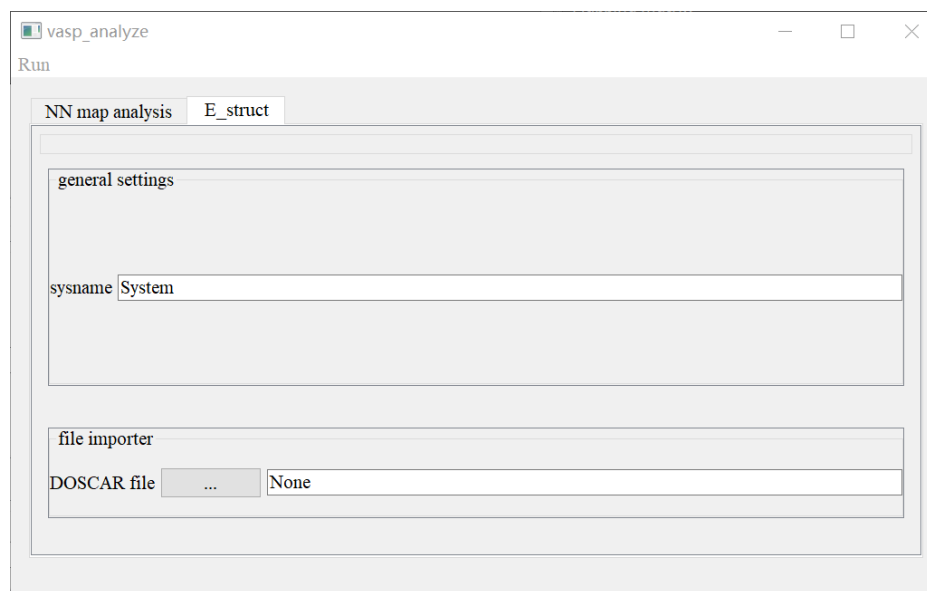 vasp_analyze
Run
NN map analysis E_struct
general settings
sysname System
file importer
DOSCAR file ... None